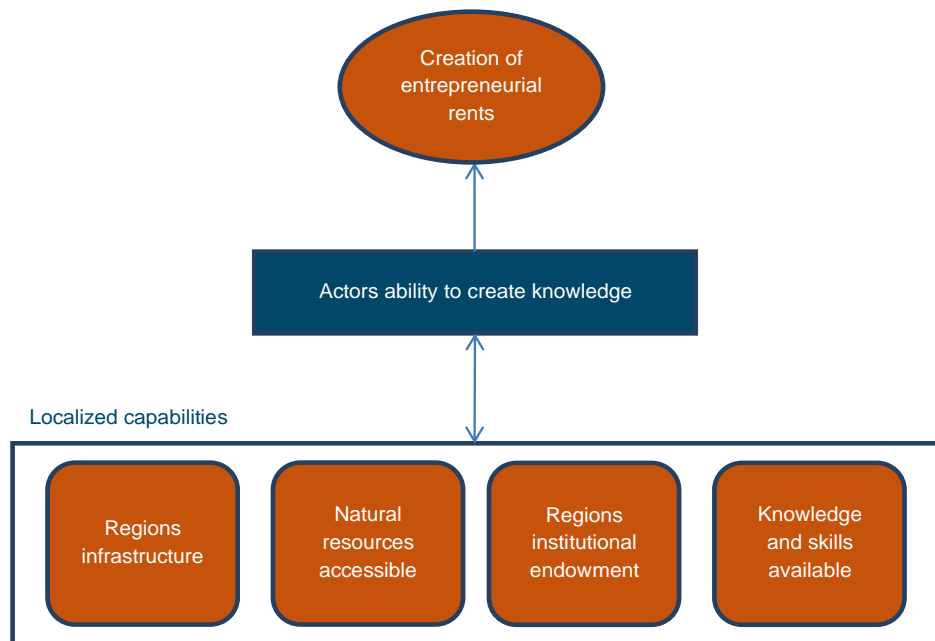 Creation of
entrepreneurial
rents
Actors ability to create knowledge
Localized capabilities
Regions
infrastructure
Natural
resources
accessible
Regions
institutional
endowment
Knowledge
and skills
available